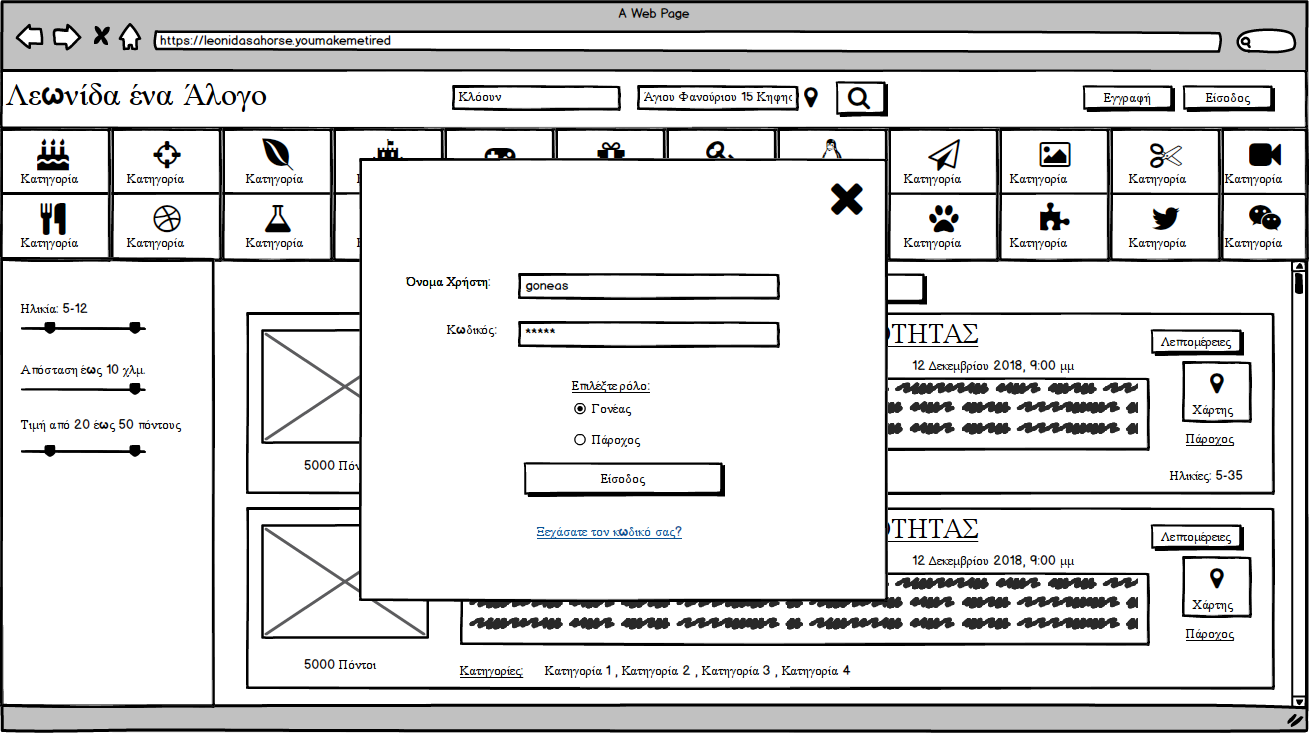 A Web Page
https://leonidasahorse.youmakemetired
Λεωνίδα ένα Άλογο
Κλόουν
Άγιου Φανούριου 15 Κηφης
Εγγραφή
Είσοδος
Κατηγορία Κατηγορία Κατηγορία Κατηγορία Κατηγορία Κατηγορία Κατηγορία
Κατηγορία Κατηγορία Κατηγορία Κατηγορία Κατηγορία Κατηγορία Κατηγορία
Ηλικία: 5-12
Απόσταση έως 10 χλμ.
Τιμή από 20 έως 50 πόντους
Όνομα Χρήστη: goneas
Κωδικός: *****
Επιλέξτε ρόλο:
Γονέας
Πάροχος
Είσοδος
Ξεχάσατε τον κωδικό σας?
ΟΤΗΤΑΣ
Λεπτομέρειες
12 Δεκεμβρίου 2018, 9:00 μμ
Χάρτης
Πάροχος
5000 Πόν
Ηλικίες: 5-35
ΟΤΗΤΑΣ
Λεπτομέρειες
12 Δεκεμβρίου 2018, 9:00 μμ
Χάρτης
Πάροχος
5000 Πόντοι
Κατηγορίες: Κατηγορία 1 , Κατηγορία 2 , Κατηγορία 3 , Κατηγορία 4